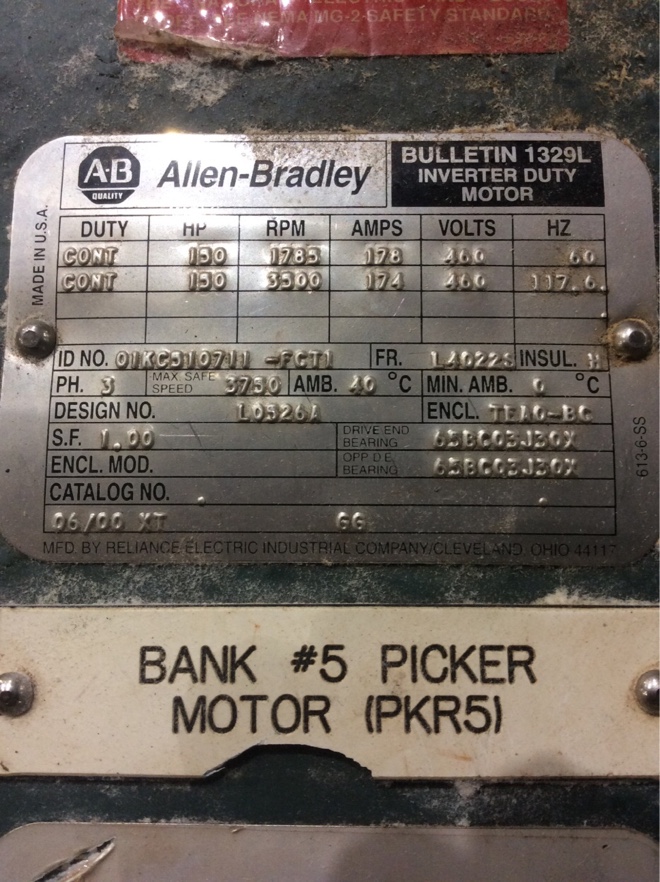 SEE NEMA MG-2-SAFETY STANDARD
A-B
QUALITY
Allen-Bradley
BULLETIN 1329L
INVERTER DUTY
MOTOR
MADE IN U.S.A.
DUTY HP RPM AMPS VOLTS HZ
CONT 150 1785 178 460 60
CONT 150 3500 174 460 117.6
ID NO. 01KC510711 -FCT1 FR. L4022S INSUL. H
PH. 3 MAX. SAFE SPEED 3750 AMB. 40 °C MIN. AMB. 0 °C
DESIGN NO. L0526A ENCL. TEAO-BC
S.F. 1.00 DRIVE END BEARING 65BC03J30X
ENCL. MOD. OPP D.E. BEARING 65BC03J30X
CATALOG NO.
06/00 XT GG
MFD. BY RELIANCE ELECTRIC INDUSTRIAL COMPANY/CLEVELAND, OHIO 44117
613-6-SS
BANK #5 PICKER
MOTOR (PKR5)